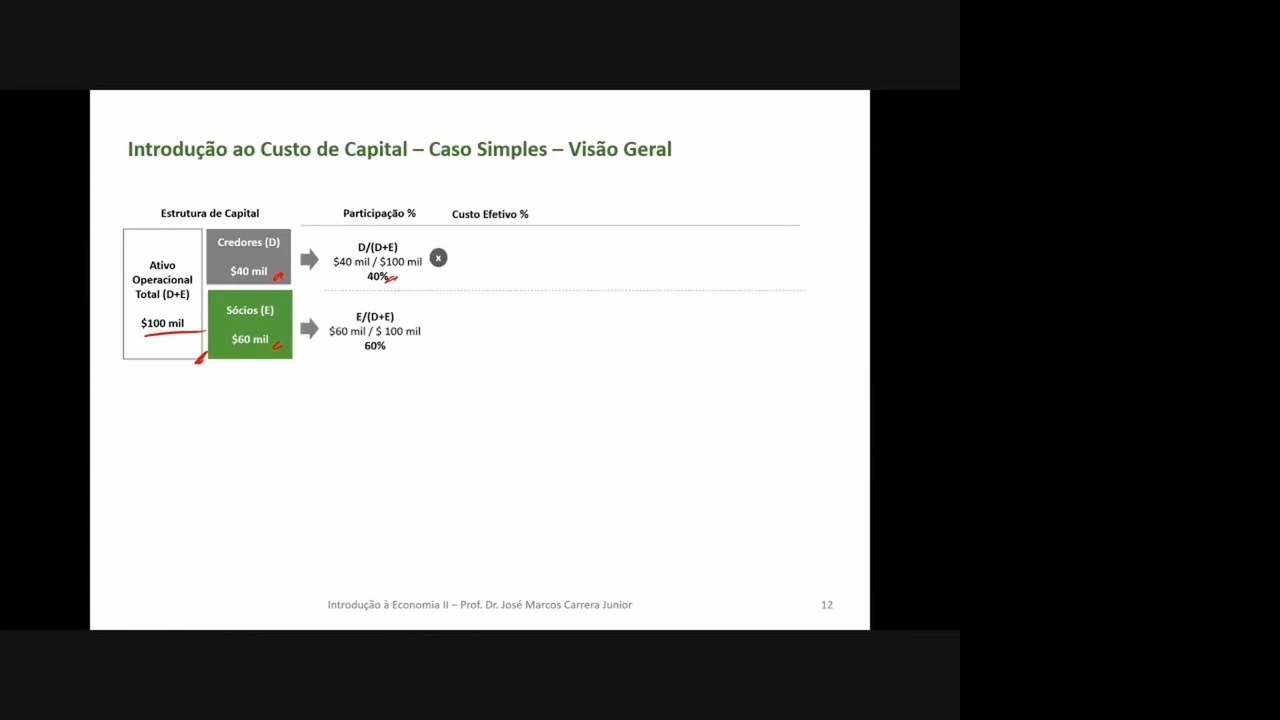 Introdução ao Custo de Capital – Caso Simples – Visão Geral
Estrutura de Capital
Participação %
Custo Efetivo %
Ativo
Operacional
Total (D+E)
$100 mil
Credores (D)
$40 mil
Sócios (E)
$60 mil
D/(D+E)
$40 mil / $100 mil
40%
x
E/(D+E)
$60 mil / $ 100 mil
60%
Introdução à Economia II – Prof. Dr. José Marcos Carrera Junior
12